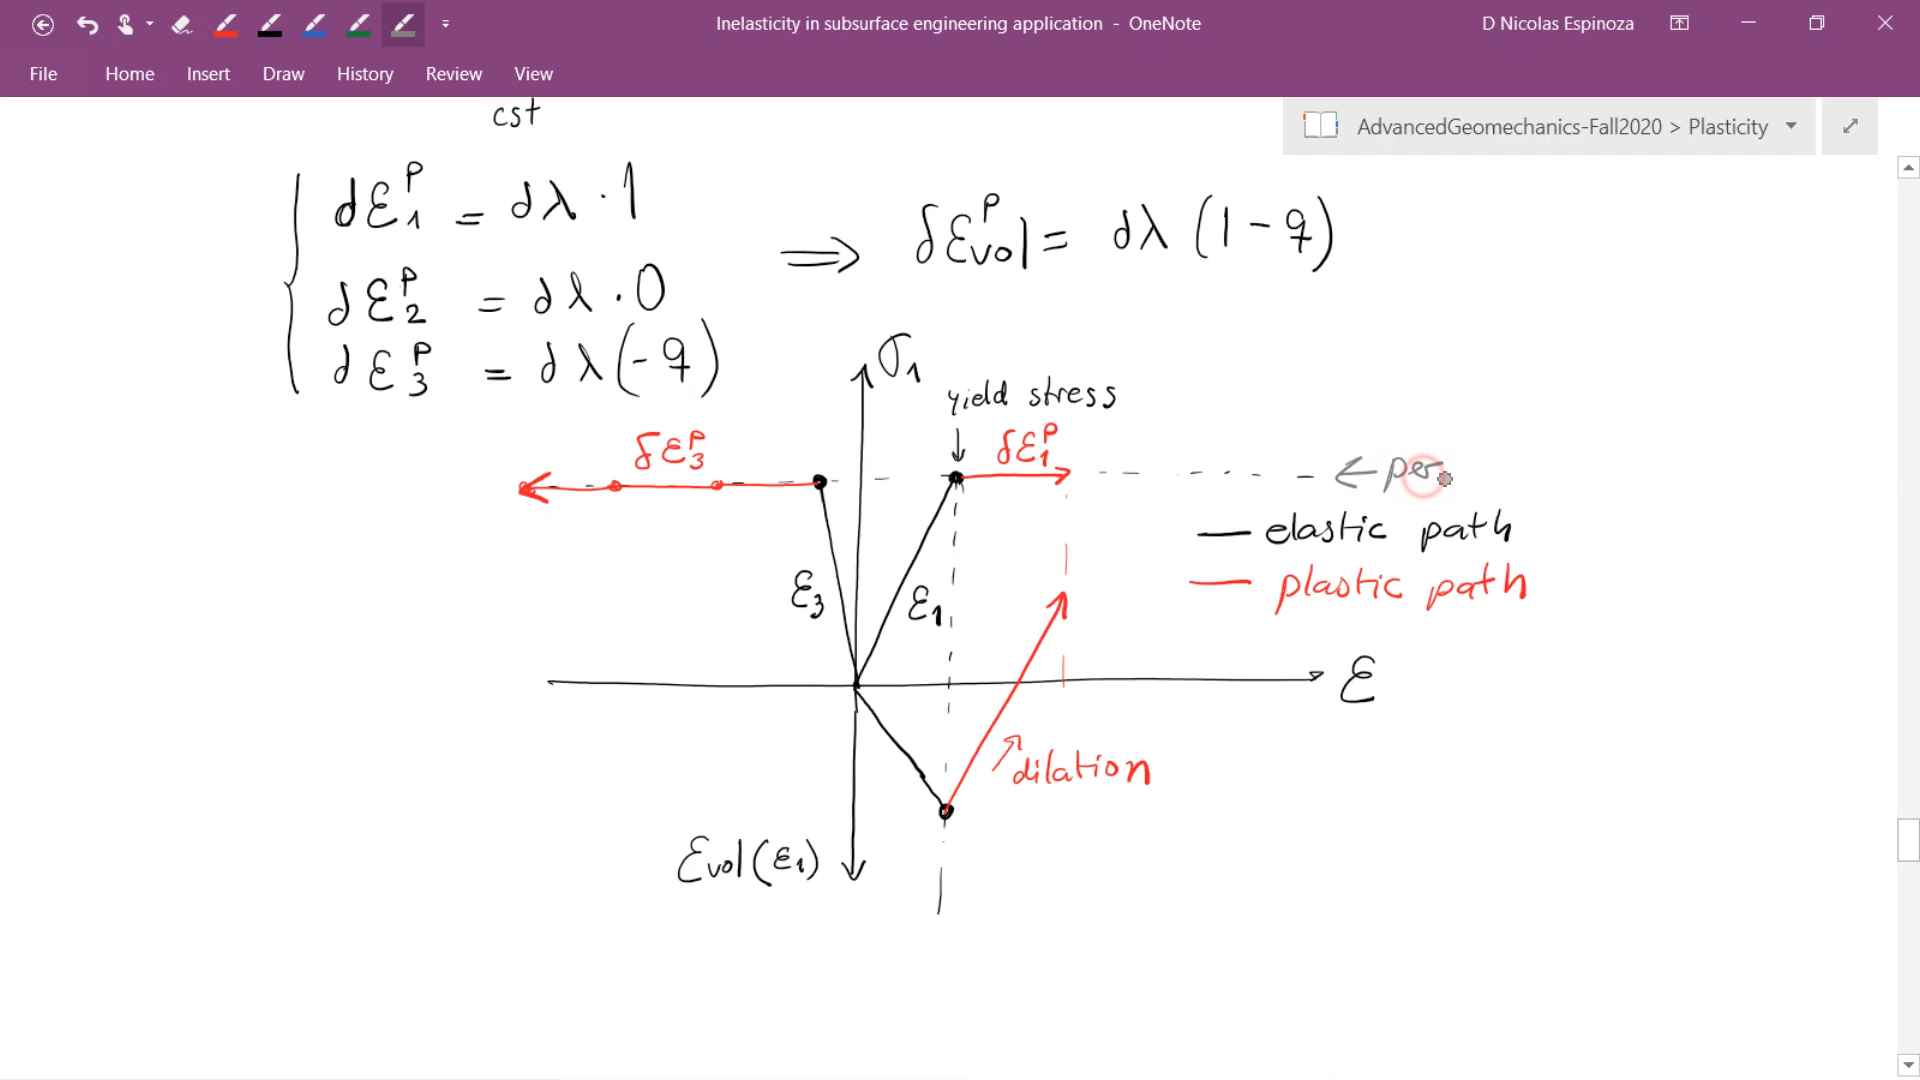 Inelasticity in subsurface engineering application - OneNote
D Nicolas Espinoza
File Home Insert Draw History Review View
AdvancedGeomechanics-Fall2020 > Plasticity
cst
dε₁ᵖ = dλ · 1
dε₂ᵖ = dλ · 0
dε₃ᵖ = dλ (-q)
⟹ δεᵖvol = dλ (1 - q)
σ₁
yield stress
δε₃ᵖ
δε₁ᵖ
← per
— elastic path
— plastic path
ε₃
ε₁
ε
↗ dilation
εvol(ε₁)